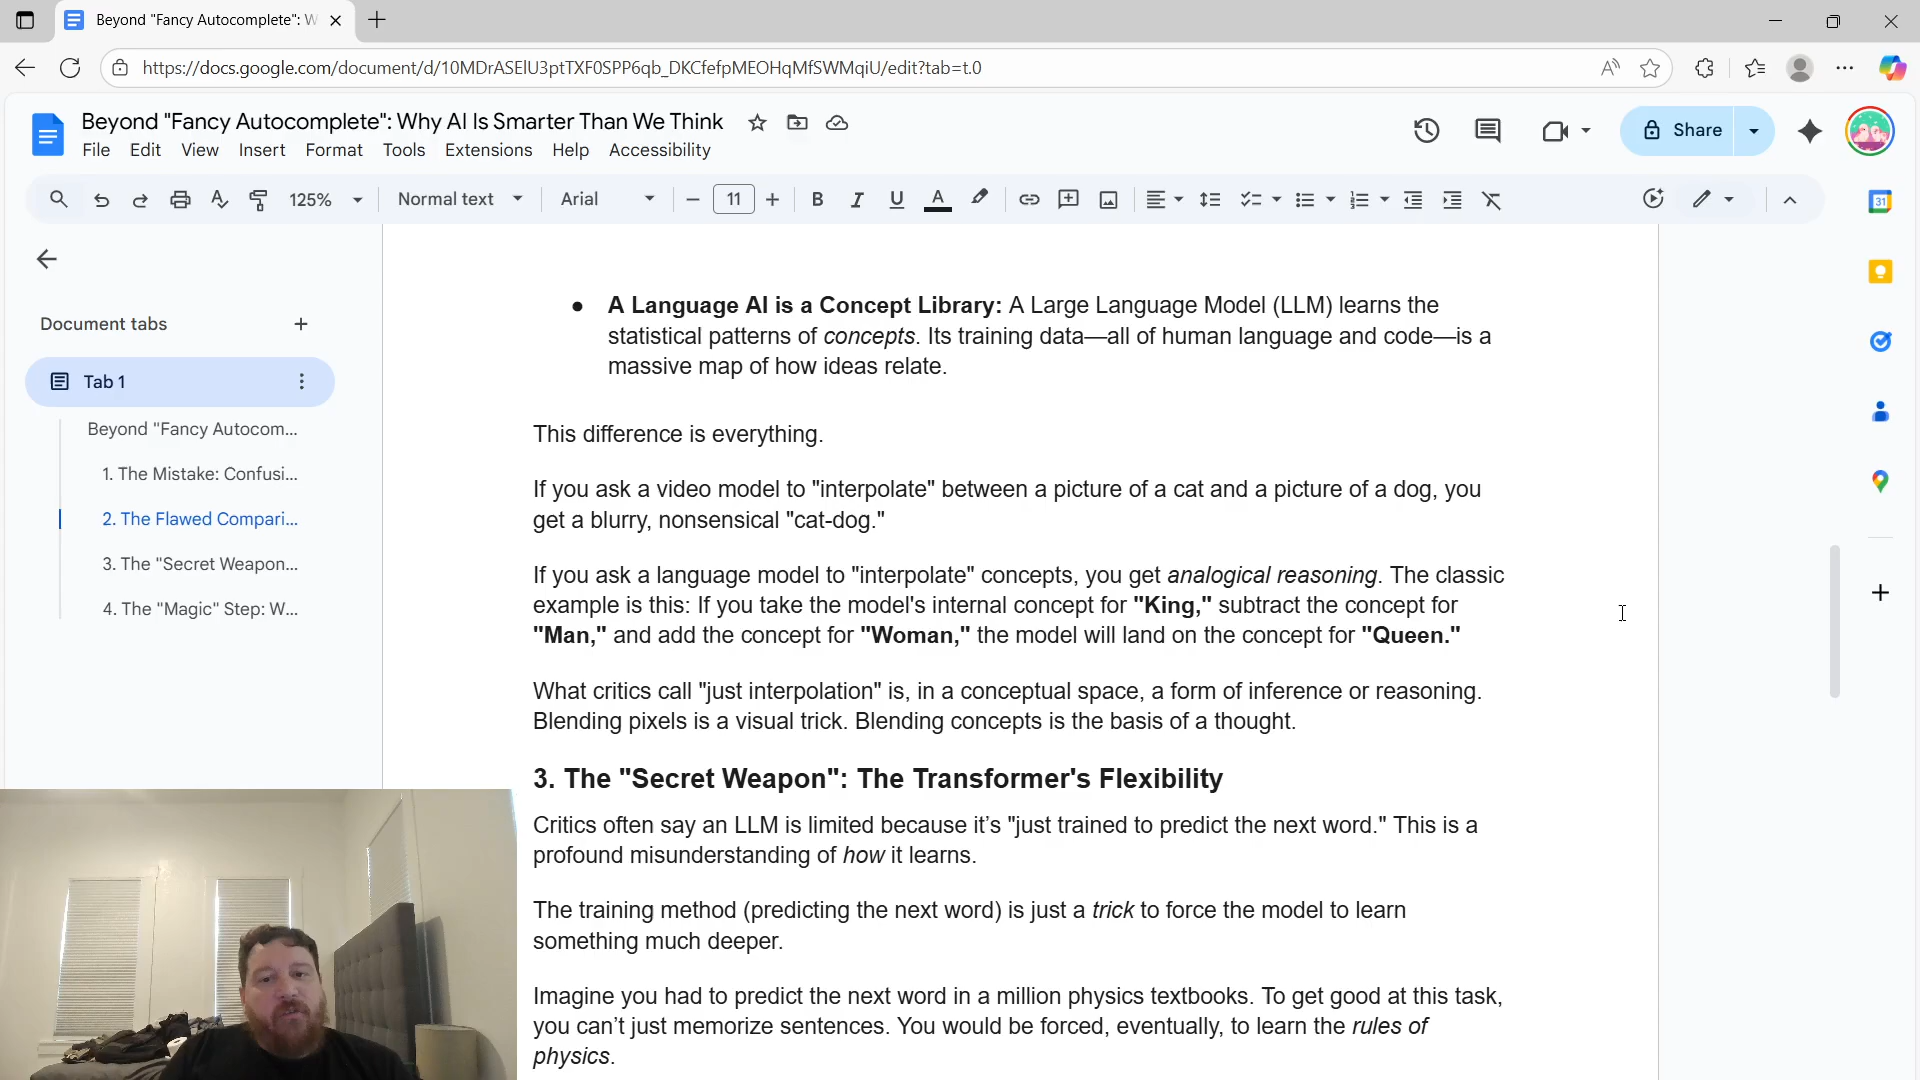 Beyond "Fancy Autocomplete": W
https://docs.google.com/document/d/10MDrASElU3ptTXF0SPP6qb_DKCfefpMEOHqMfSWMqiU/edit?tab=t.0
Beyond "Fancy Autocomplete": Why AI Is Smarter Than We Think
File Edit View Insert Format Tools Extensions Help Accessibility
Share
125% Normal text Arial 11
31
Document tabs
Tab 1
Beyond "Fancy Autocom...
1. The Mistake: Confusi...
2. The Flawed Compari...
3. The "Secret Weapon...
4. The "Magic" Step: W...
● A Language AI is a Concept Library: A Large Language Model (LLM) learns the
statistical patterns of concepts. Its training data—all of human language and code—is a
massive map of how ideas relate.
This difference is everything.
If you ask a video model to "interpolate" between a picture of a cat and a picture of a dog, you
get a blurry, nonsensical "cat-dog."
If you ask a language model to "interpolate" concepts, you get analogical reasoning. The classic
example is this: If you take the model's internal concept for "King," subtract the concept for
"Man," and add the concept for "Woman," the model will land on the concept for "Queen."
What critics call "just interpolation" is, in a conceptual space, a form of inference or reasoning.
Blending pixels is a visual trick. Blending concepts is the basis of a thought.
3. The "Secret Weapon": The Transformer's Flexibility
Critics often say an LLM is limited because it’s "just trained to predict the next word." This is a
profound misunderstanding of how it learns.
The training method (predicting the next word) is just a trick to force the model to learn
something much deeper.
Imagine you had to predict the next word in a million physics textbooks. To get good at this task,
you can’t just memorize sentences. You would be forced, eventually, to learn the rules of
physics.